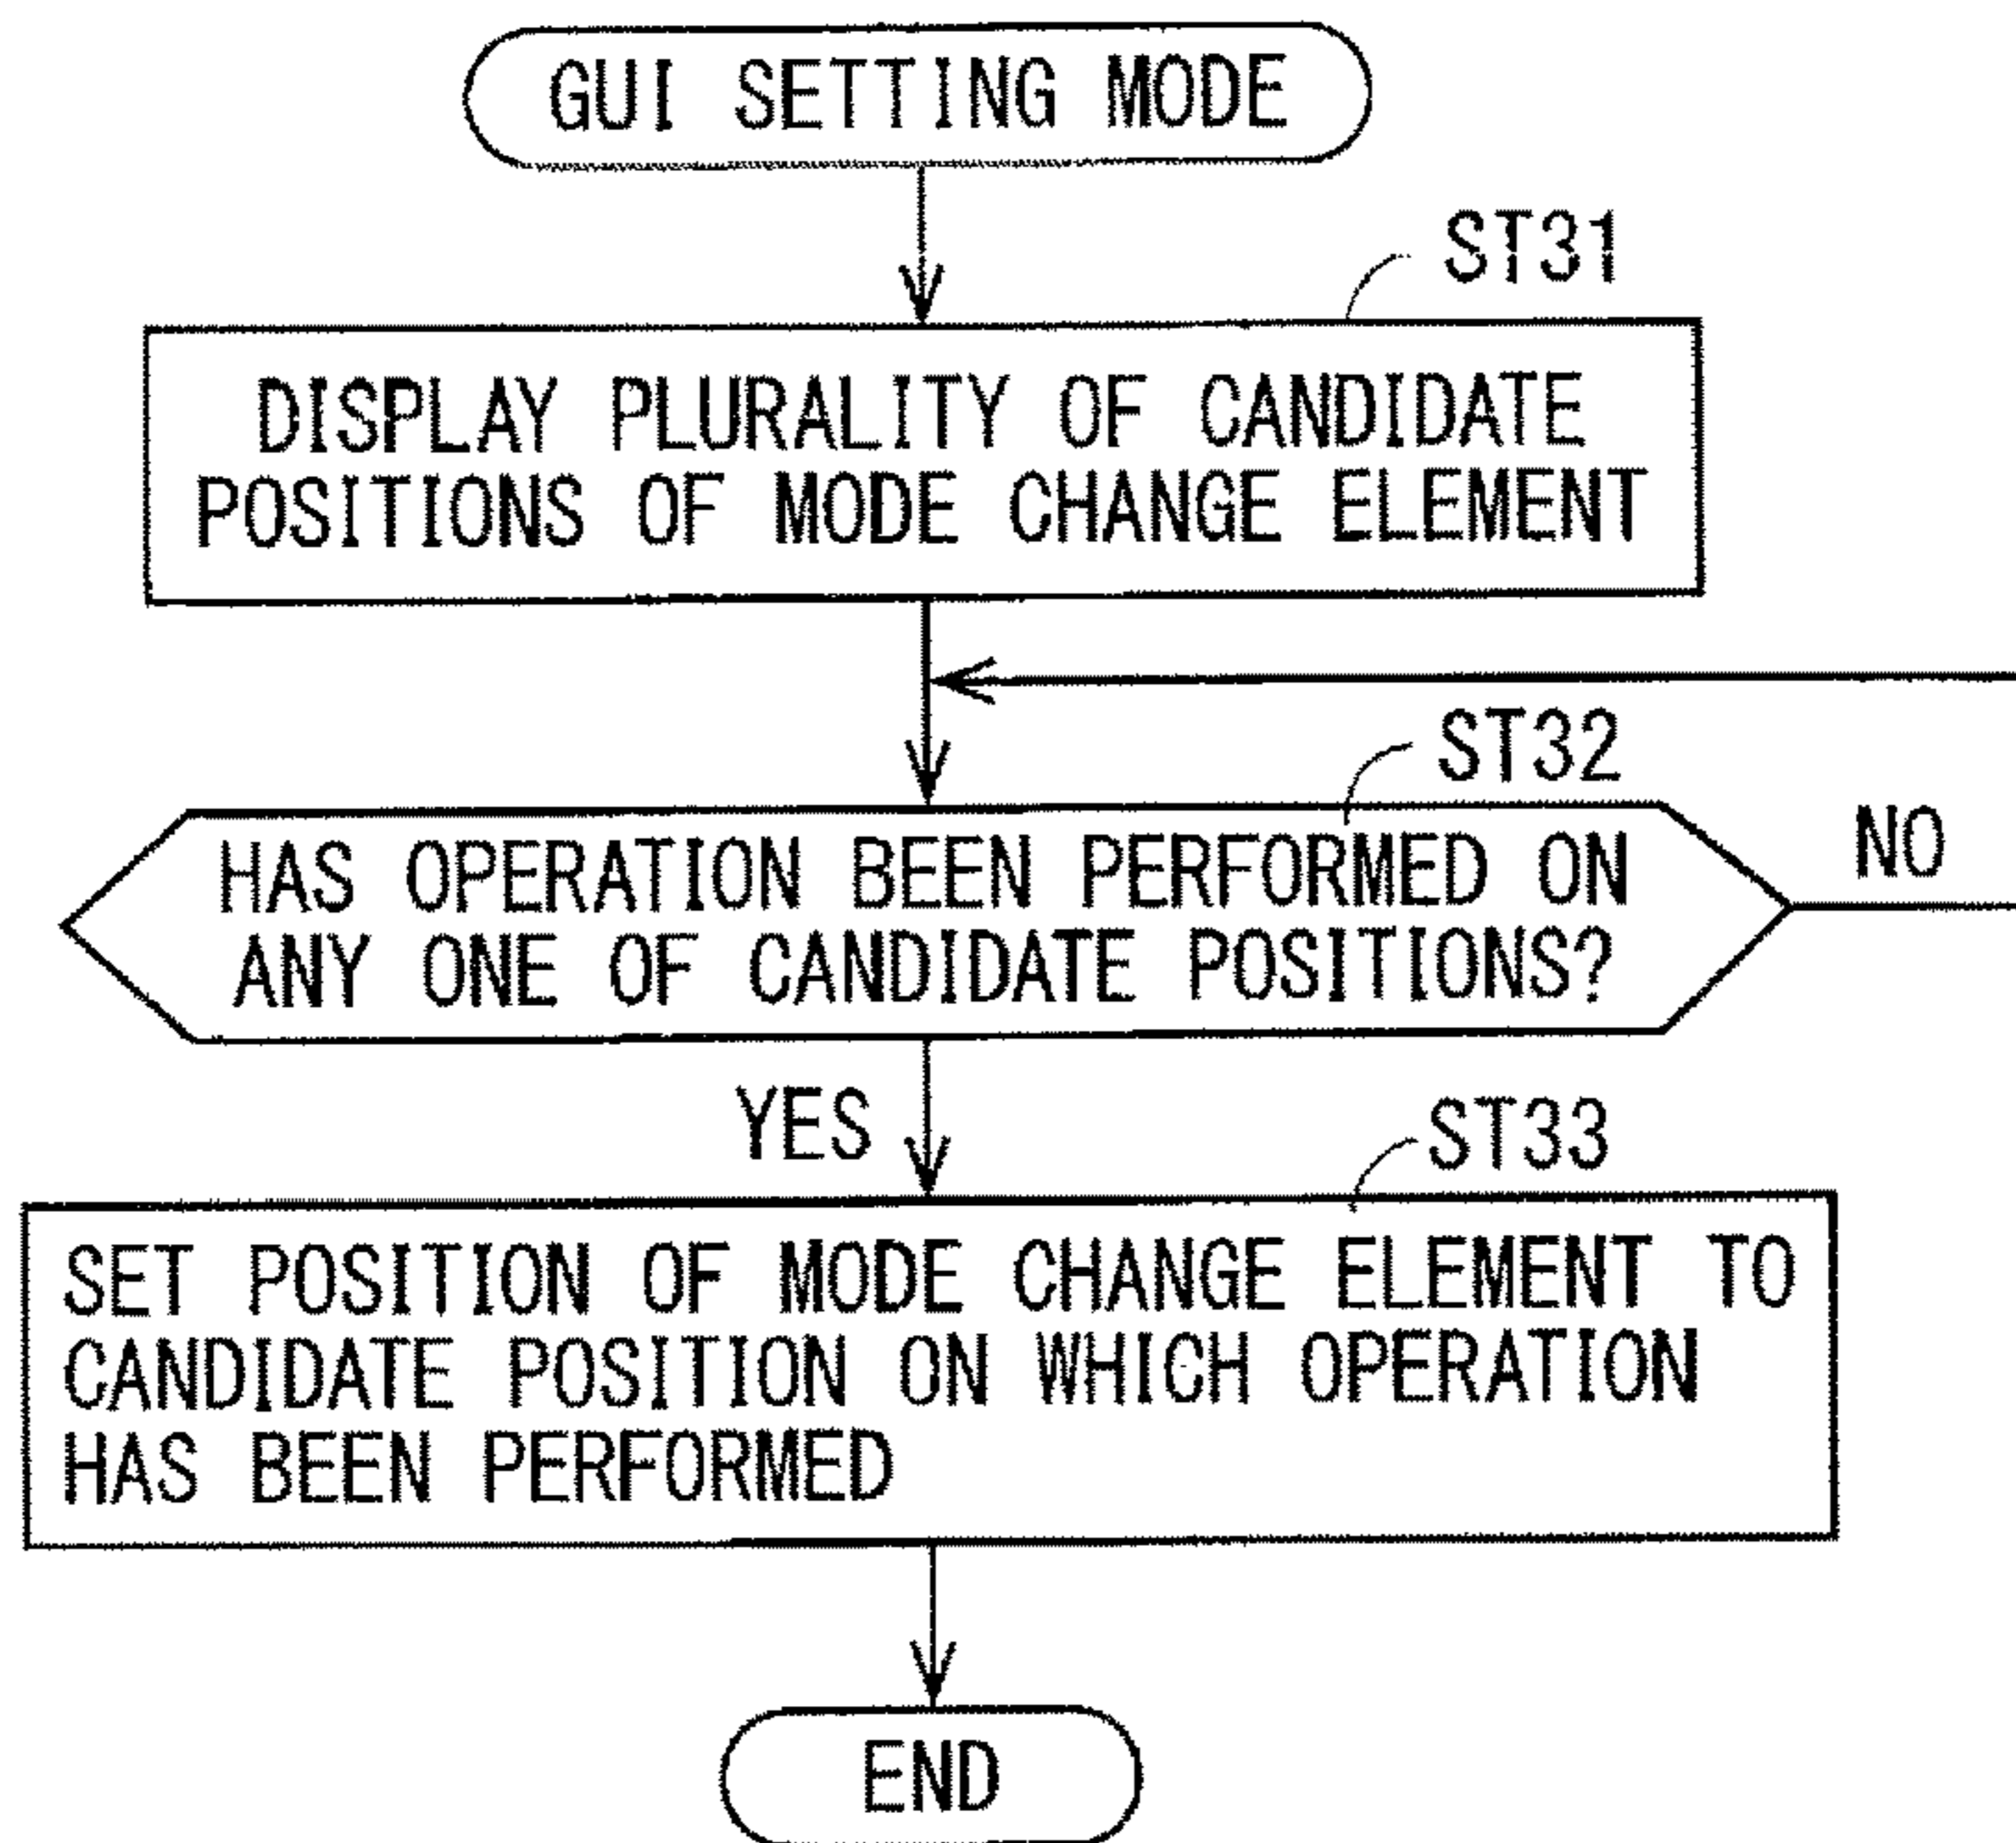 GUI SETTING MODE
ST31
DISPLAY PLURALITY OF CANDIDATE
POSITIONS OF MODE CHANGE ELEMENT
ST32
HAS OPERATION BEEN PERFORMED ON
ANY ONE OF CANDIDATE POSITIONS?
NO
YES
ST33
SET POSITION OF MODE CHANGE ELEMENT TO
CANDIDATE POSITION ON WHICH OPERATION
HAS BEEN PERFORMED
END